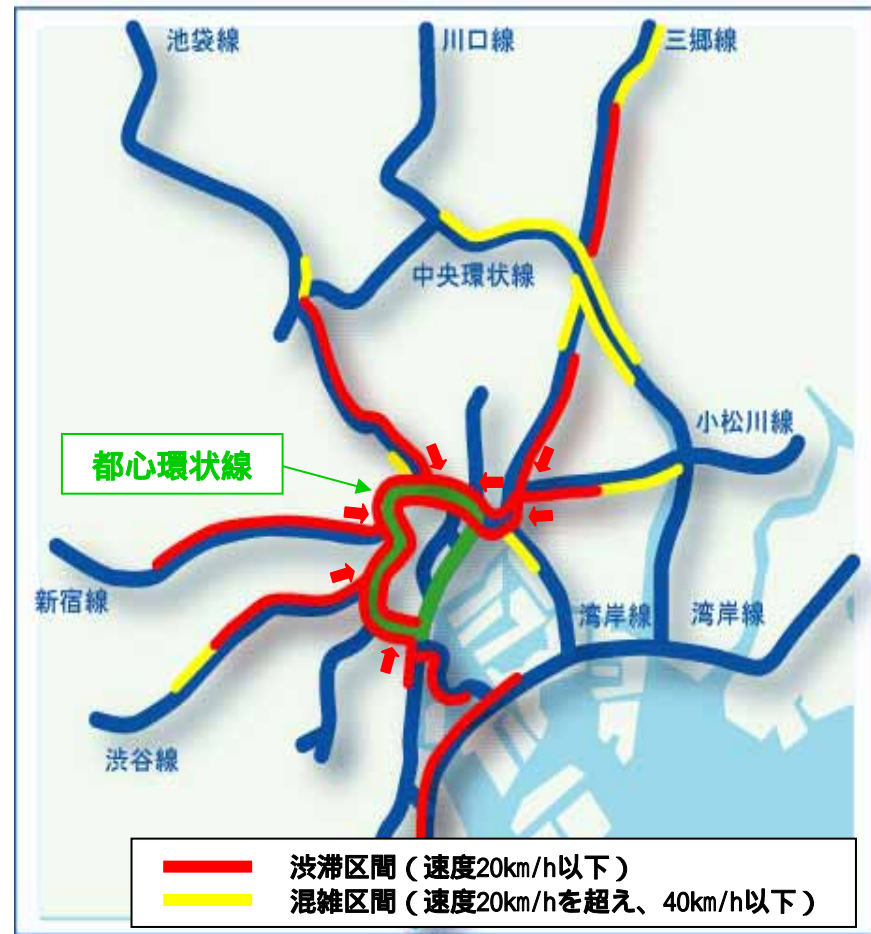 池袋線
川口線
三郷線
中央環状線
小松川線
都心環状線
新宿線
湾岸線
湾岸線
渋谷線
渋滞区間（速度20km/h以下）
混雑区間（速度20km/hを超え、40km/h以下）